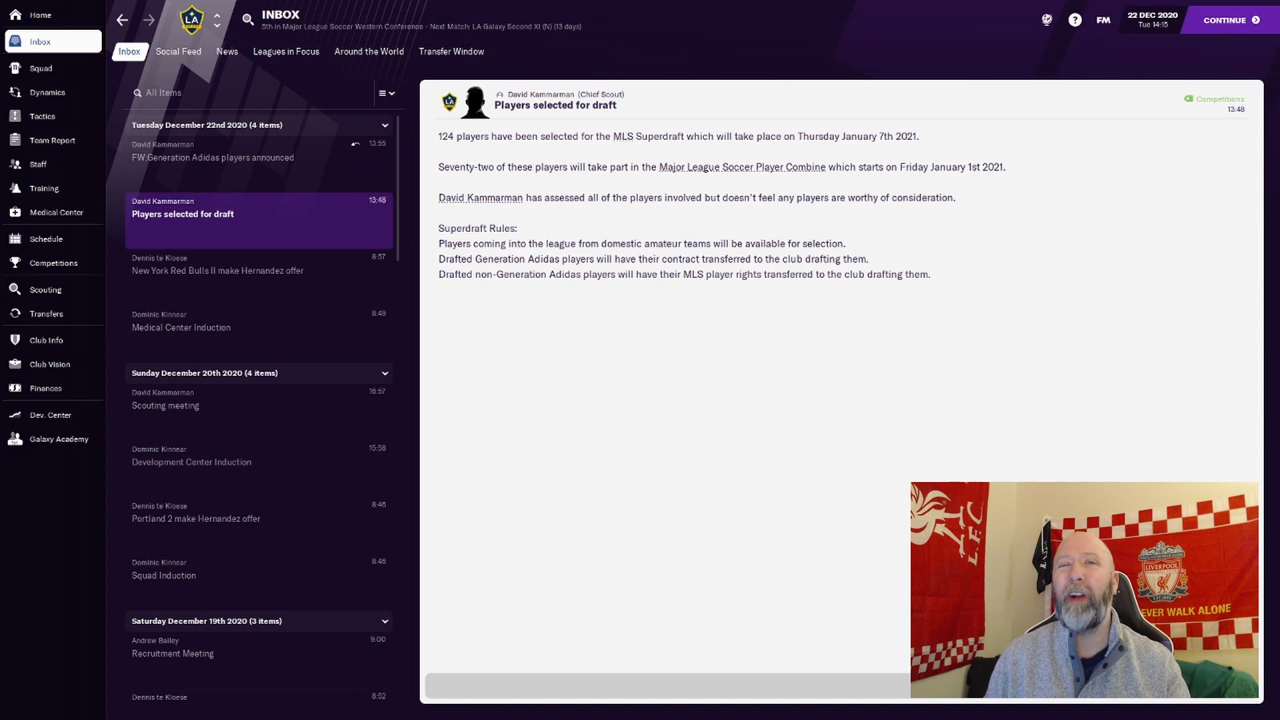 Home
Inbox
Squad
Dynamics
Tactics
Team Report
Staff
Training
Medical Center
Schedule
Competitions
Scouting
Transfers
Club Info
Club Vision
Finances
Dev. Center
Galaxy Academy
LA
INBOX
5th in Major League Soccer Western Conference - Next Match: LA Galaxy Second XI (N) (13 days)
FM
22 DEC 2020
Tue 14:15
CONTINUE
Inbox
Social Feed
News
Leagues in Focus
Around the World
Transfer Window
All Items
Tuesday December 22nd 2020 (4 items)
David Kammarman
13:55
FW:Generation Adidas players announced
David Kammarman
13:48
Players selected for draft
Dennis te Kloese
8:57
New York Red Bulls II make Hernandez offer
Dominic Kinnear
8:49
Medical Center Induction
Sunday December 20th 2020 (4 items)
David Kammarman
16:57
Scouting meeting
Dominic Kinnear
15:58
Development Center Induction
Dennis te Kloese
8:46
Portland 2 make Hernandez offer
Dominic Kinnear
8:46
Squad Induction
Saturday December 19th 2020 (3 items)
Andrew Bailey
9:00
Recruitment Meeting
Dennis te Kloese
8:52
David Kammarman (Chief Scout)
Players selected for draft
Competitions
13:48
124 players have been selected for the MLS Superdraft which will take place on Thursday January 7th 2021.
Seventy-two of these players will take part in the Major League Soccer Player Combine which starts on Friday January 1st 2021.
David Kammarman has assessed all of the players involved but doesn't feel any players are worthy of consideration.
Superdraft Rules:
Players coming into the league from domestic amateur teams will be available for selection.
Drafted Generation Adidas players will have their contract transferred to the club drafting them.
Drafted non-Generation Adidas players will have their MLS player rights transferred to the club drafting them.
L.F.C.
LIVERPOOL
EVER WALK ALONE